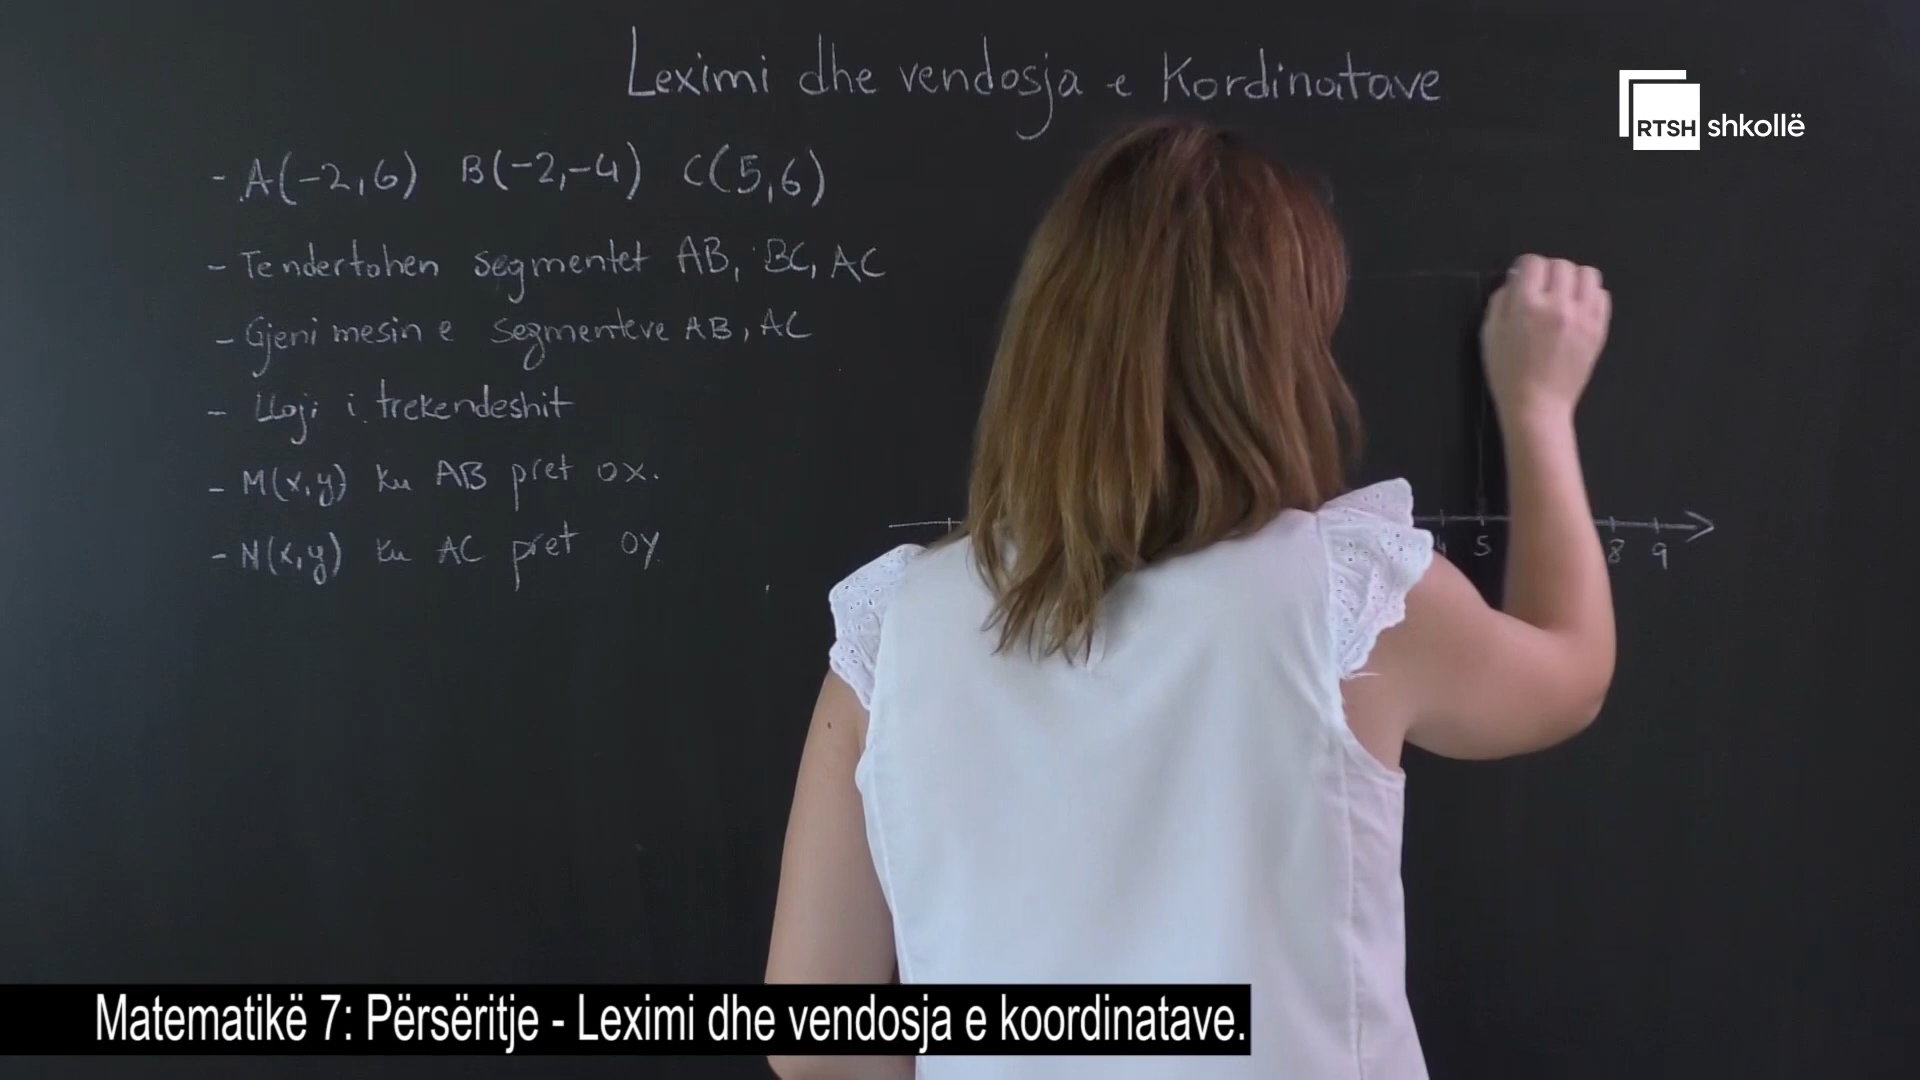 Leximi dhe vendosja e Kordinatave
RTSH shkollë
- A(-2,6) B(-2,-4) C(5,6)
- Tendertohen segmentet AB, BC, AC
- Gjeni mesin e segmenteve AB, AC
- Lloji i trekendeshit
- M(x,y) ku AB pret ox.
- N(x,y) ku AC pret oy.
4 5 8 9
Matematikë 7: Përsëritje - Leximi dhe vendosja e koordinatave.